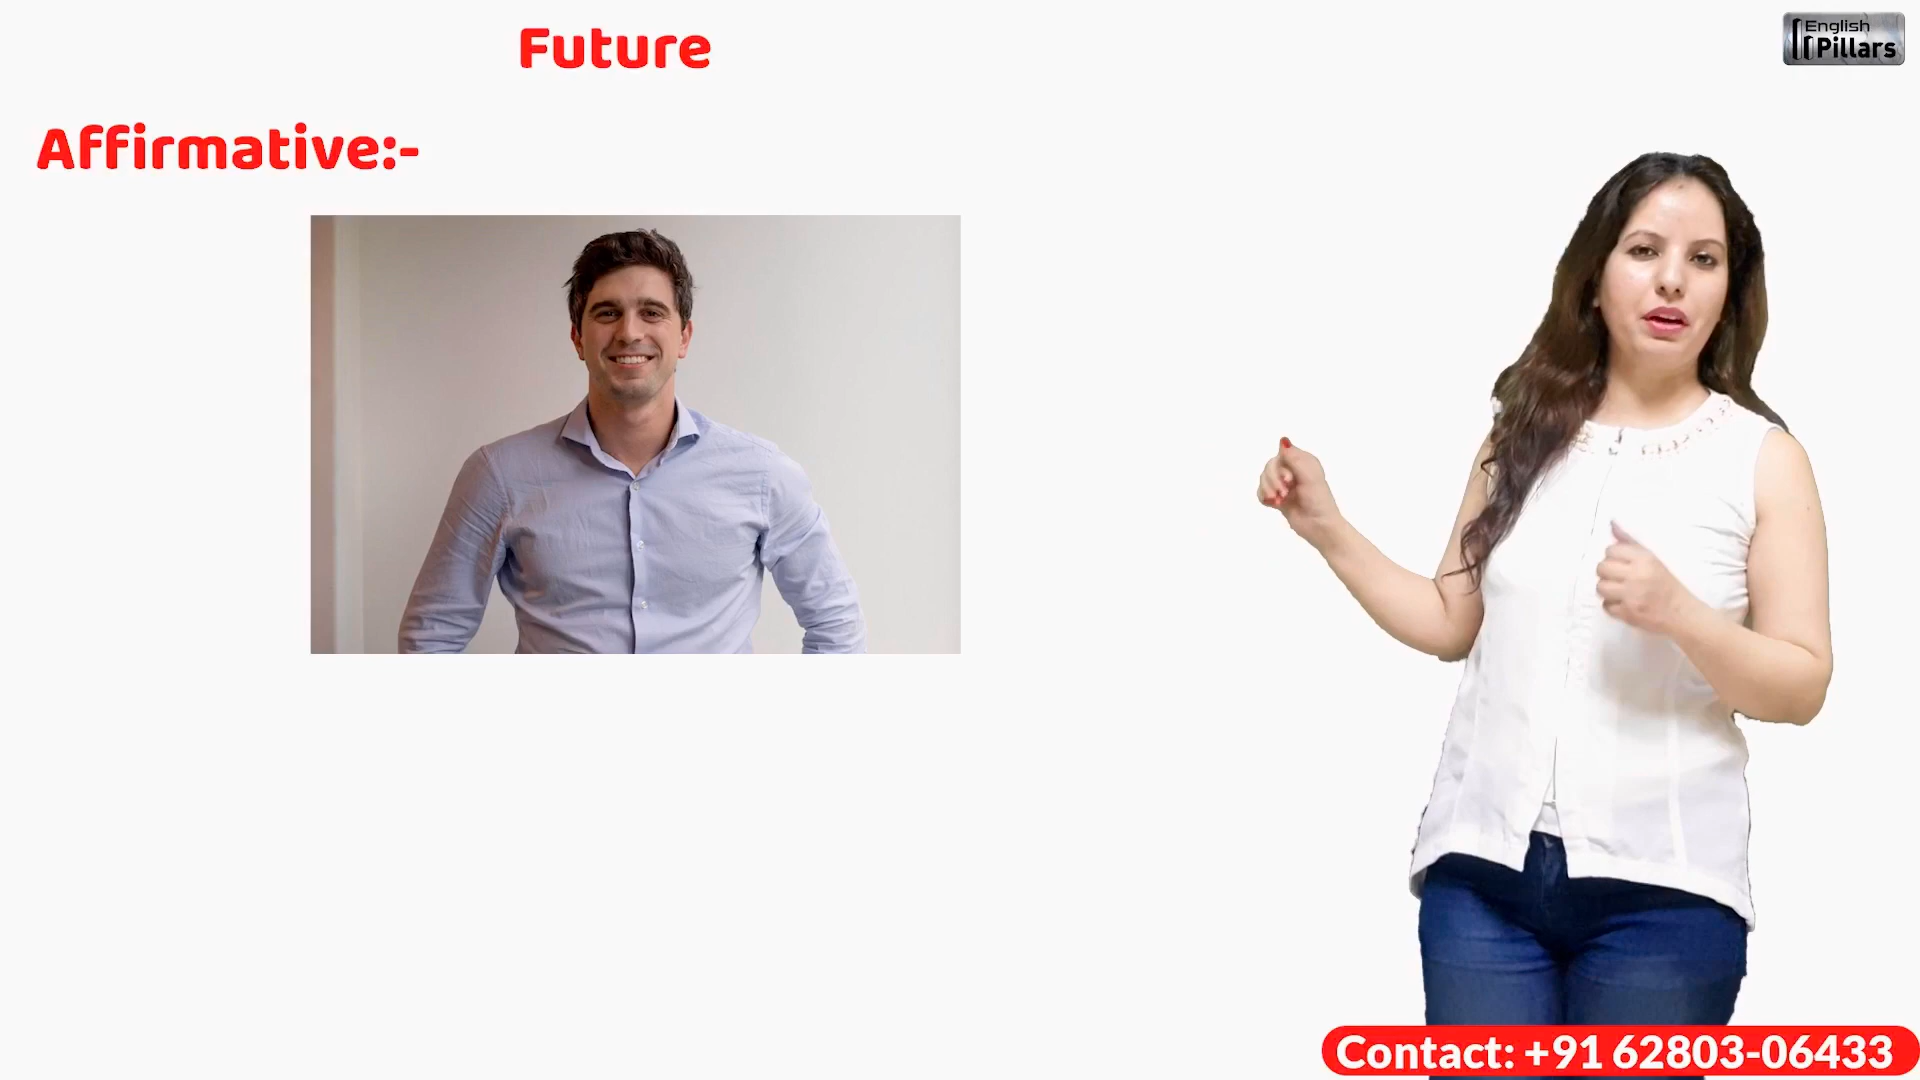 Future
English
Pillars
Affirmative:-
Contact: +91 62803-06433